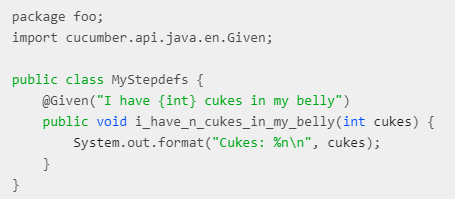 package foo;
import cucumber.api.java.en.Given;

public class MyStepdefs {
    @Given("I have {int} cukes in my belly")
    public void i_have_n_cukes_in_my_belly(int cukes) {
        System.out.format("Cukes: %n\n", cukes);
    }
}